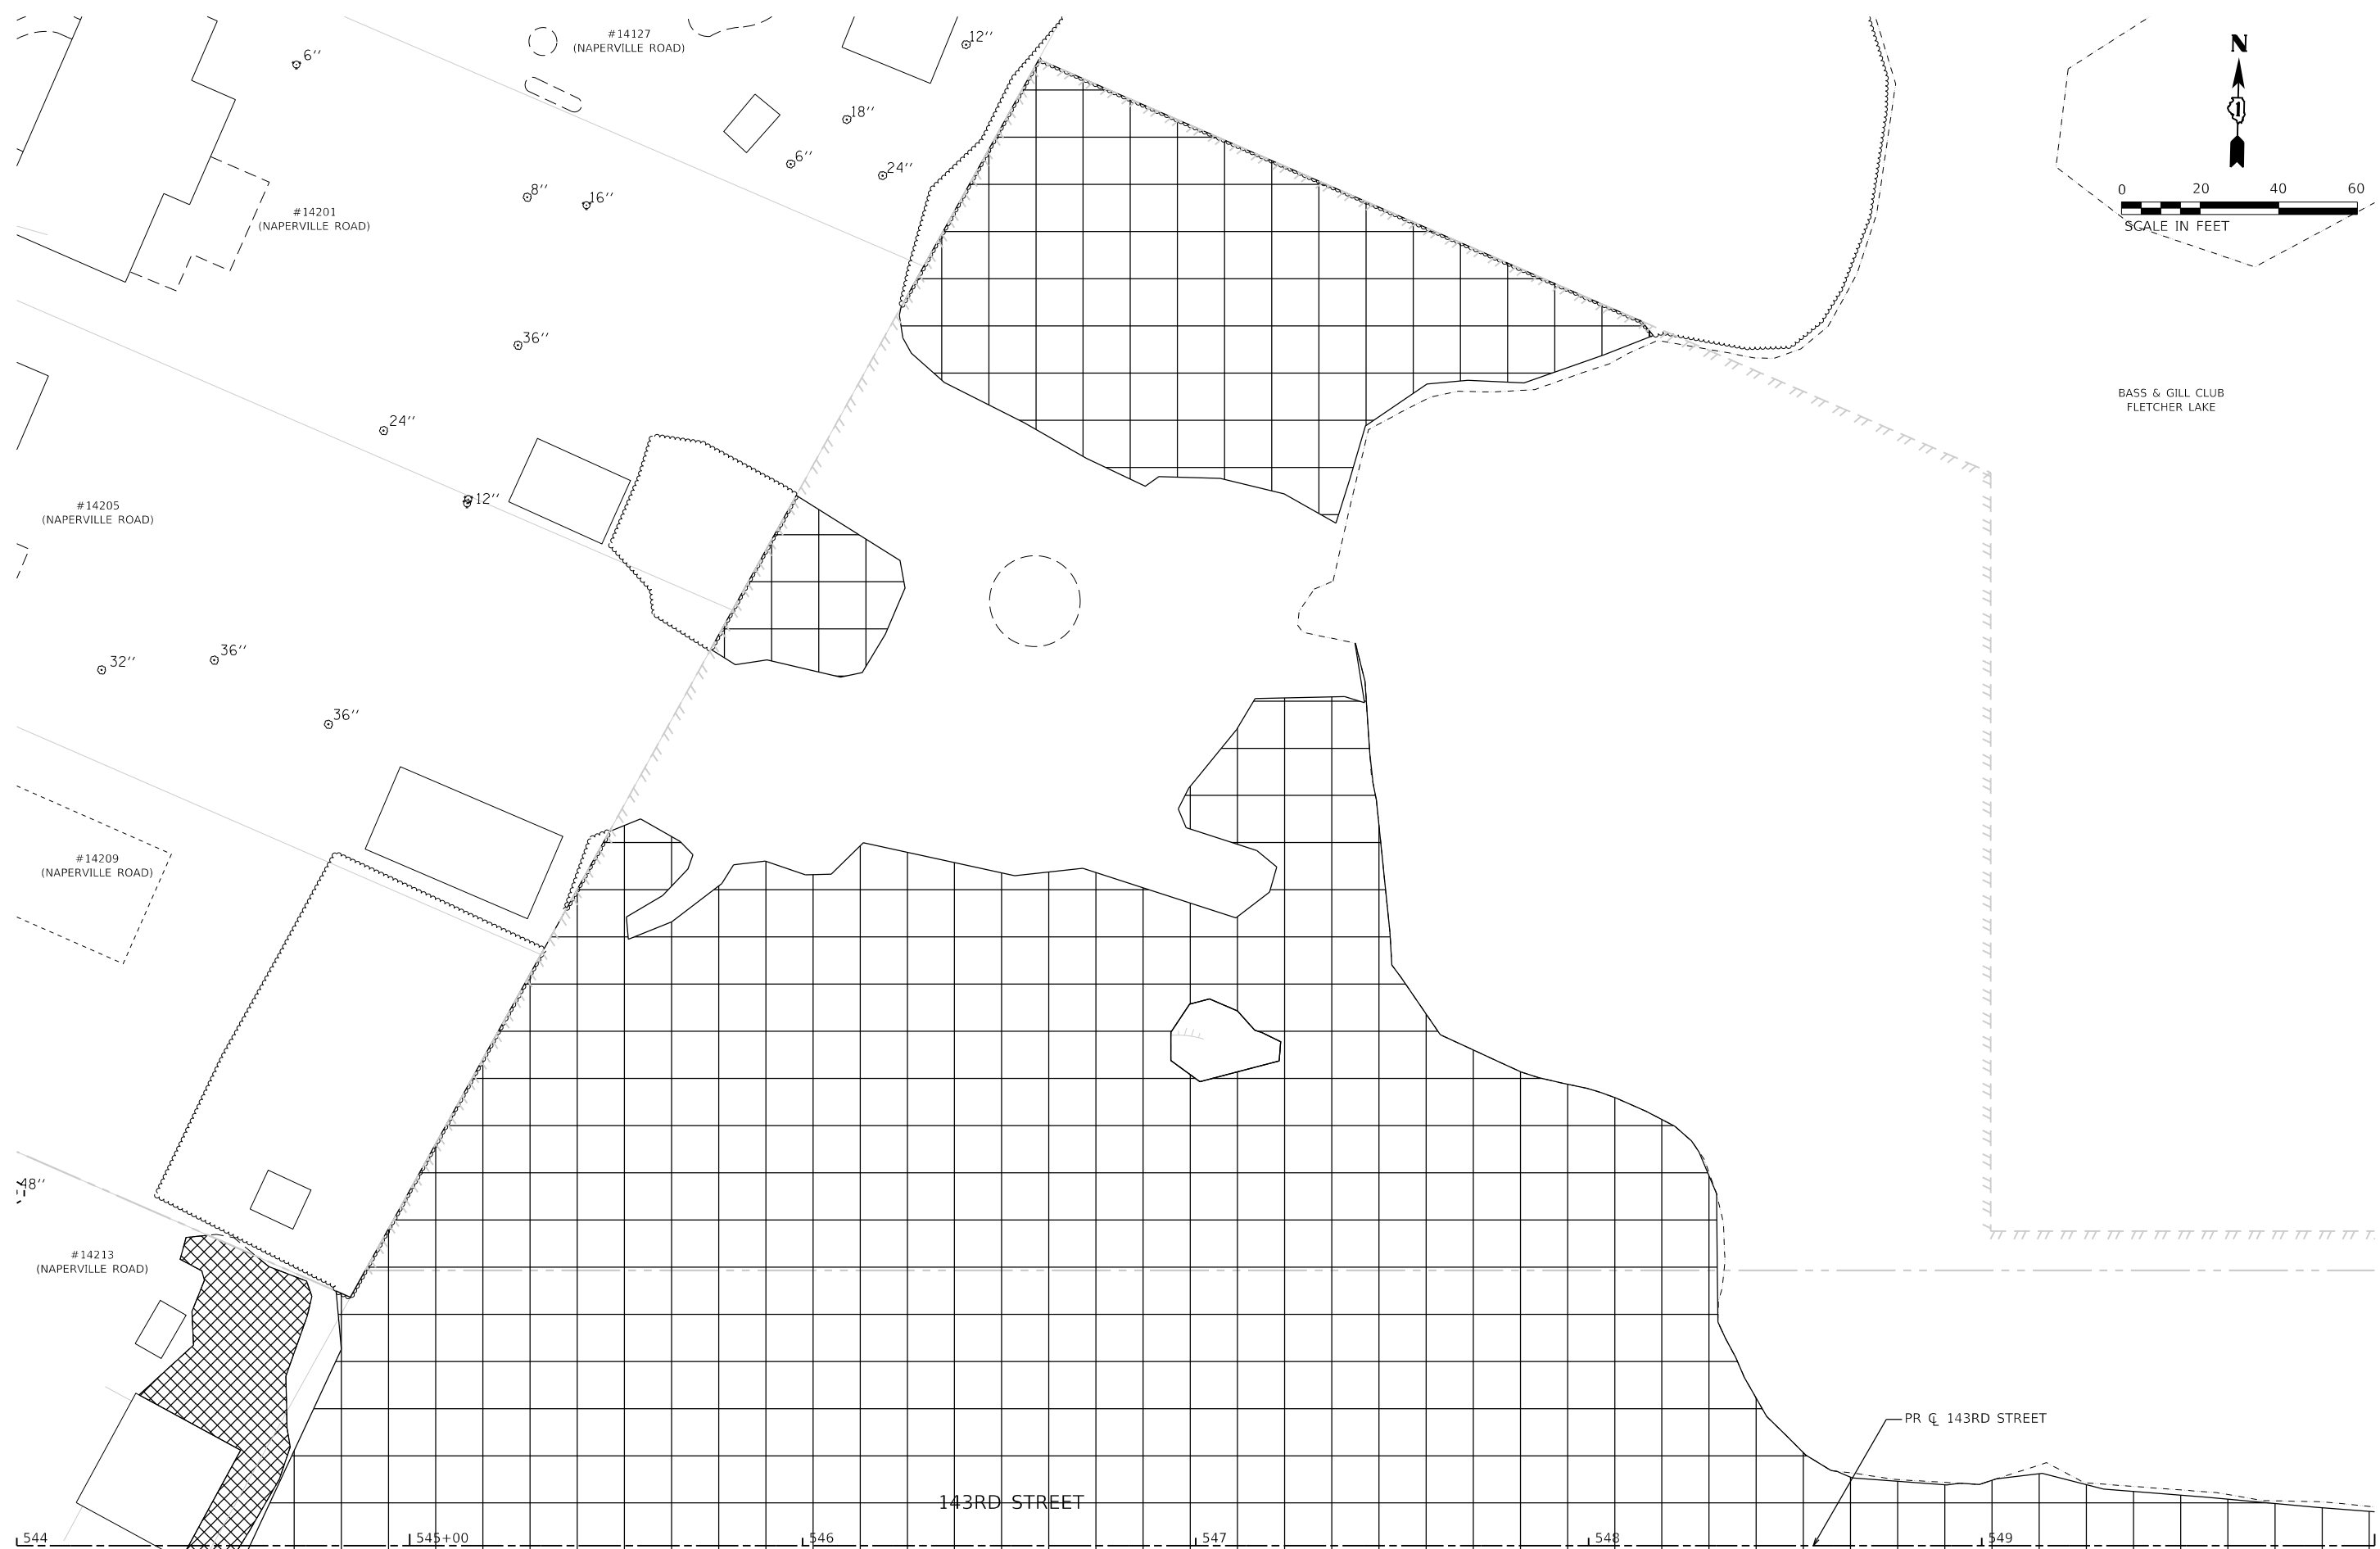 #14127
(NAPERVILLE ROAD)
12''
N
6''
18''
1
6''
24''
8''
16''
0 20 40 60
SCALE IN FEET
#14201
(NAPERVILLE ROAD)
36''
BASS & GILL CLUB
FLETCHER LAKE
24''
12''
#14205
(NAPERVILLE ROAD)
32''
36''
36''
#14209
(NAPERVILLE ROAD)
48''
#14213
(NAPERVILLE ROAD)
PR ℄ 143RD STREET
143RD STREET
544 545+00 546 547 548 549